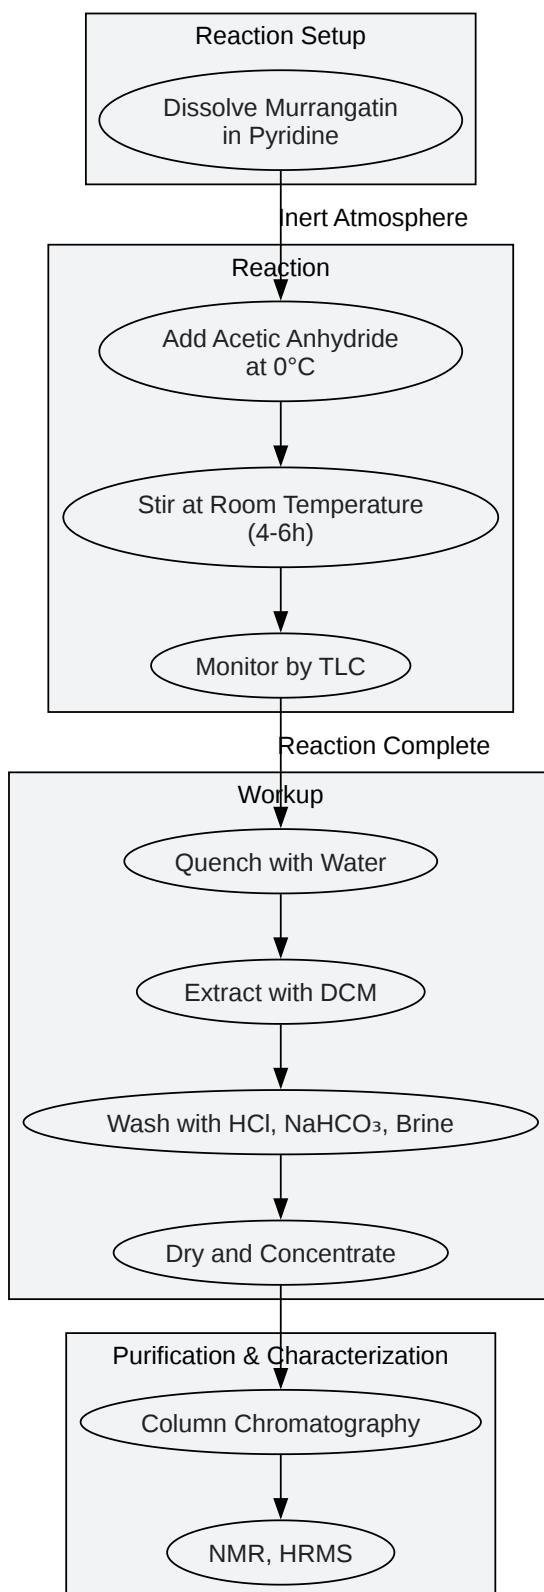 Reaction Setup
Dissolve Murrangatin
in Pyridine
Inert Atmosphere
Reaction
Add Acetic Anhydride
at 0°C
Stir at Room Temperature
(4-6h)
Monitor by TLC
Reaction Complete
Workup
Quench with Water
Extract with DCM
Wash with HCl, NaHCO₃, Brine
Dry and Concentrate
Purification & Characterization
Column Chromatography
NMR, HRMS